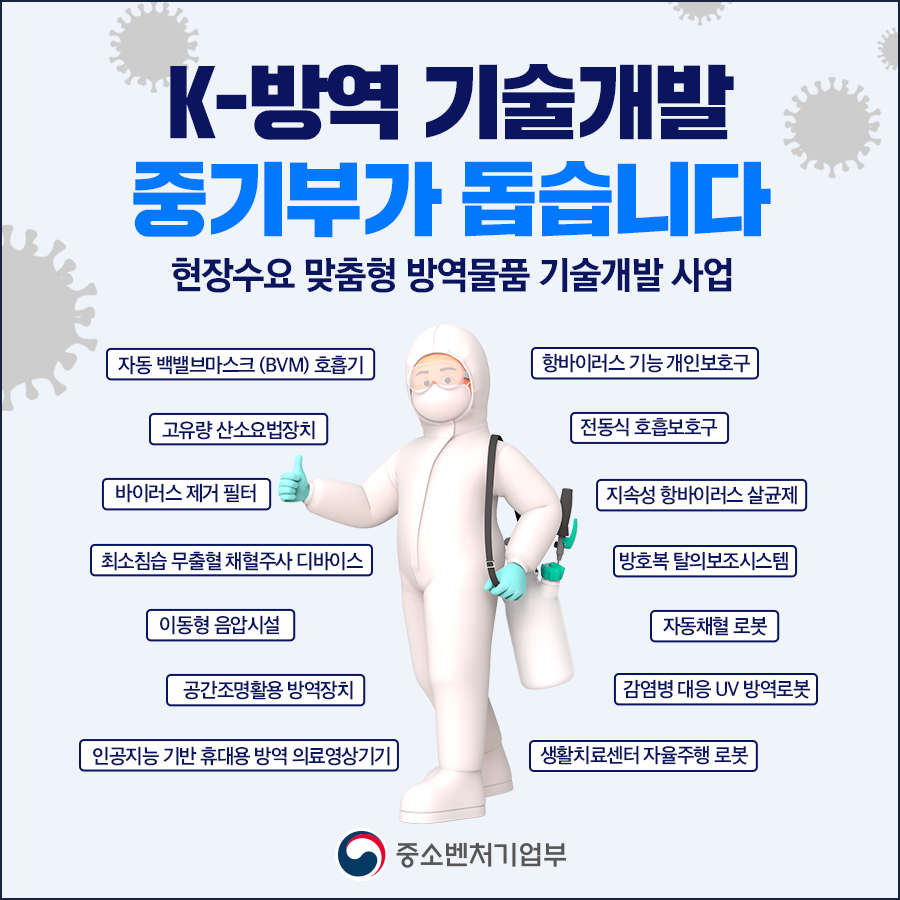 K-방역 기술개발
중기부가 돕습니다
현장수요 맞춤형 방역물품 기술개발 사업
자동 백밸브마스크 (BVM) 호흡기
고유량 산소요법장치
바이러스 제거 필터
최소침습 무출혈 채혈주사 디바이스
이동형 음압시설
공간조명활용 방역장치
인공지능 기반 휴대용 방역 의료영상기기
항바이러스 기능 개인보호구
전동식 호흡보호구
지속성 항바이러스 살균제
방호복 탈의보조시스템
자동채혈 로봇
감염병 대응 UV 방역로봇
생활치료센터 자율주행 로봇
중소벤처기업부